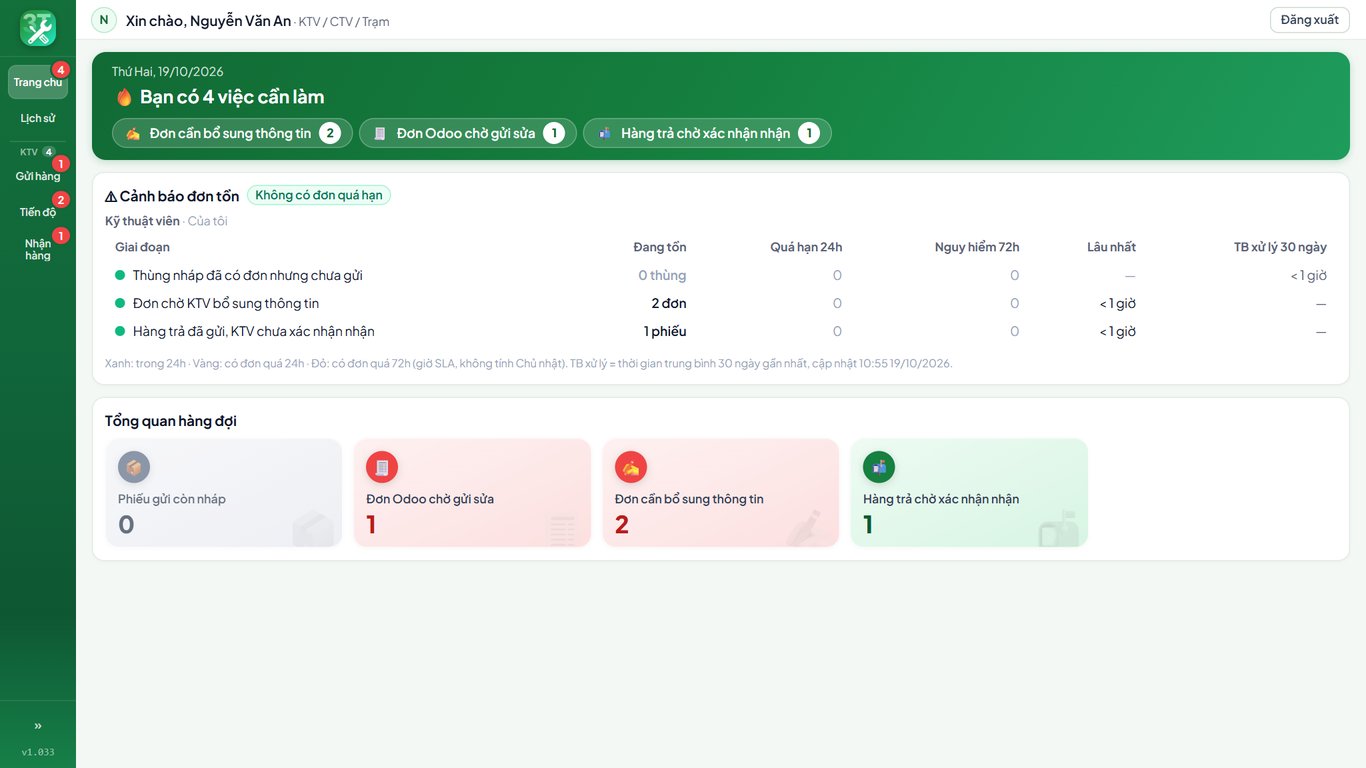 3T
Trang chủ
4
Lịch sử
KTV 4
Gửi hàng
1
Tiến độ
2
Nhận
hàng
1
»
v1.033
N
Xin chào, Nguyễn Văn An · KTV / CTV / Trạm
Đăng xuất
Thứ Hai, 19/10/2026
🔥 Bạn có 4 việc cần làm
✍️ Đơn cần bổ sung thông tin 2
🧾 Đơn Odoo chờ gửi sửa 1
📬 Hàng trả chờ xác nhận nhận 1
⚠ Cảnh báo đơn tồn Không có đơn quá hạn
Kỹ thuật viên · Của tôi
Giai đoạn Đang tồn Quá hạn 24h Nguy hiểm 72h Lâu nhất TB xử lý 30 ngày
Thùng nháp đã có đơn nhưng chưa gửi 0 thùng 0 0 — < 1 giờ
Đơn chờ KTV bổ sung thông tin 2 đơn 0 0 < 1 giờ —
Hàng trả đã gửi, KTV chưa xác nhận nhận 1 phiếu 0 0 < 1 giờ —
Xanh: trong 24h · Vàng: có đơn quá 24h · Đỏ: có đơn quá 72h (giờ SLA, không tính Chủ nhật). TB xử lý = thời gian trung bình 30 ngày gần nhất, cập nhật 10:55 19/10/2026.
Tổng quan hàng đợi
Phiếu gửi còn nháp
0
Đơn Odoo chờ gửi sửa
1
Đơn cần bổ sung thông tin
2
Hàng trả chờ xác nhận nhận
1